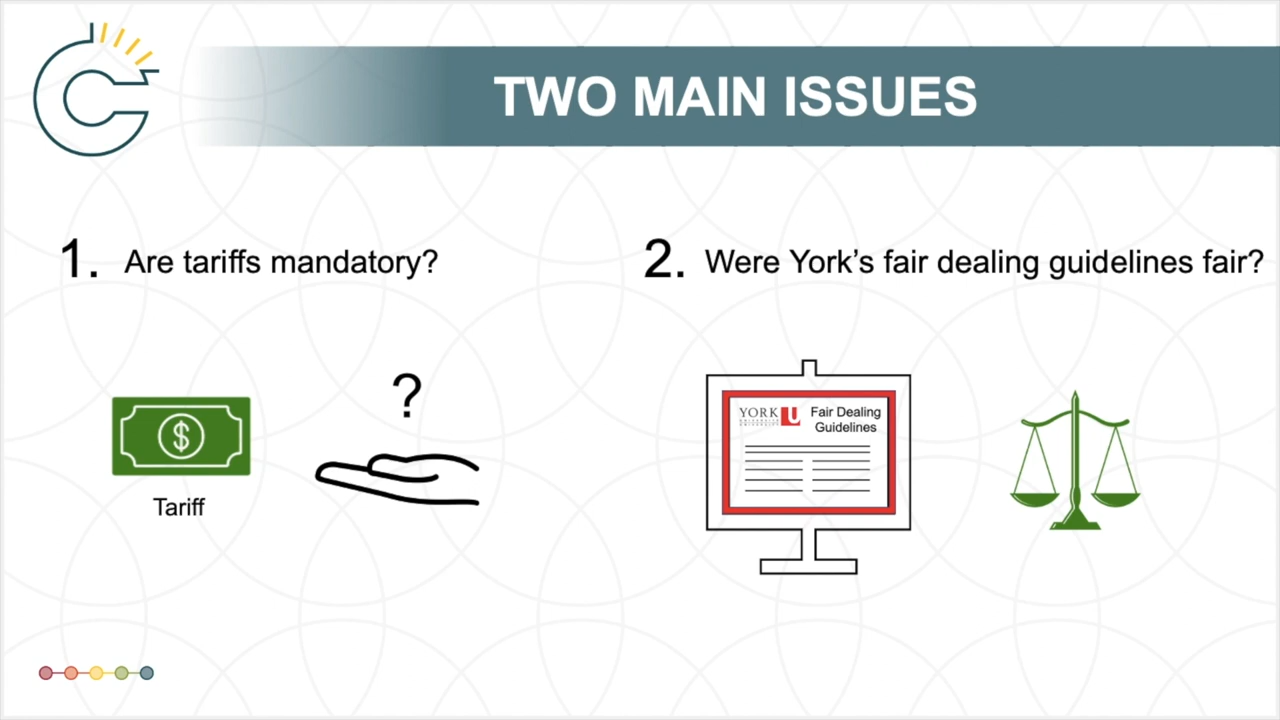 TWO MAIN ISSUES
1. Are tariffs mandatory?
2. Were York's fair dealing guidelines fair?
?
$
Tariff
YORK U
Fair Dealing
Guidelines